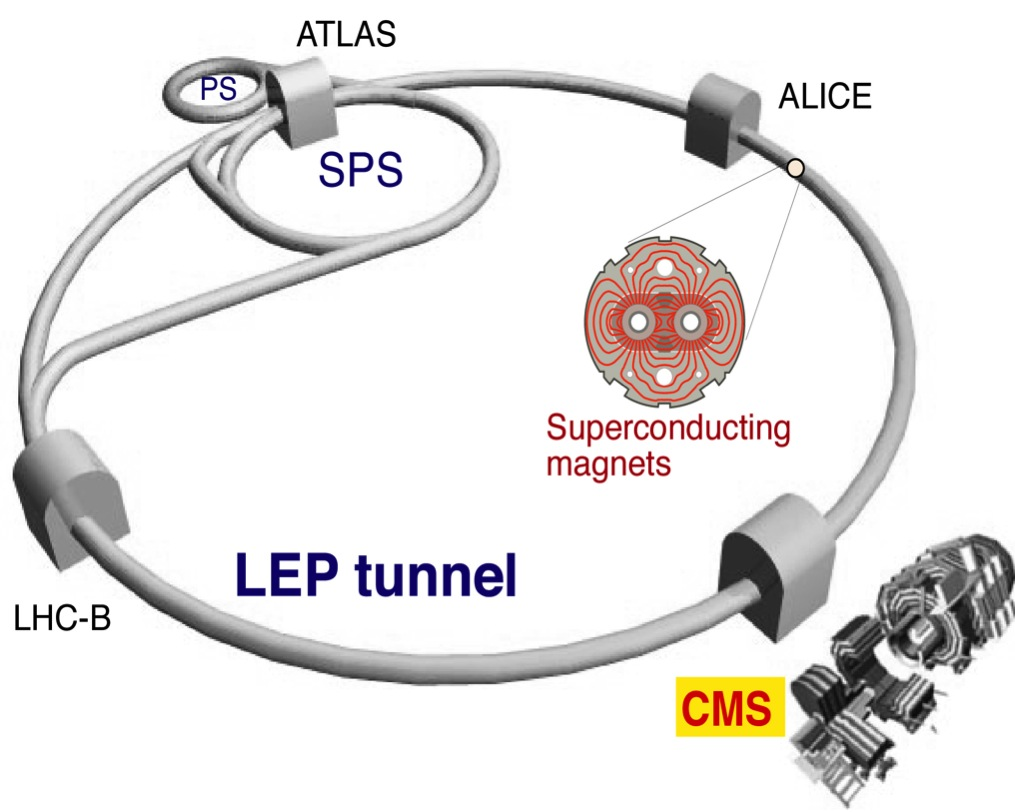 ATLAS
PS
ALICE
SPS
Superconducting
magnets
LEP tunnel
LHC-B
CMS